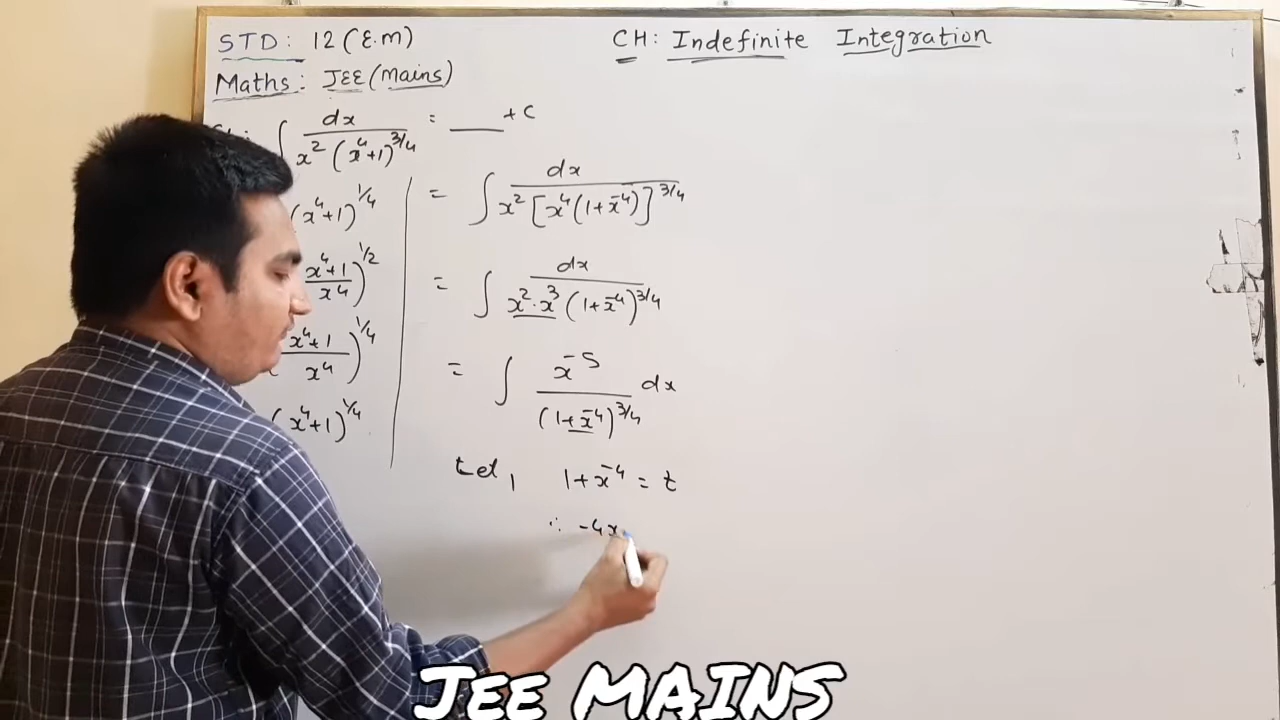 STD: 12 (E.M)
CH: Indefinite Integration
Maths: JEE (Mains)
∫ dx / x² (x⁴+1)^3/4 = ___ + C
(x⁴+1)^1/4
(x⁴+1 / x⁴)^1/2
(x⁴+1 / x⁴)^1/4
(x⁴+1)^1/4
= ∫ dx / x² [x⁴(1+x⁻⁴)]^3/4
= ∫ dx / x²·x³ (1+x⁻⁴)^3/4
= ∫ x⁻⁵ / (1+x⁻⁴)^3/4 dx
Let, 1+x⁻⁴ = t
∴ -4x
JEE MAINS